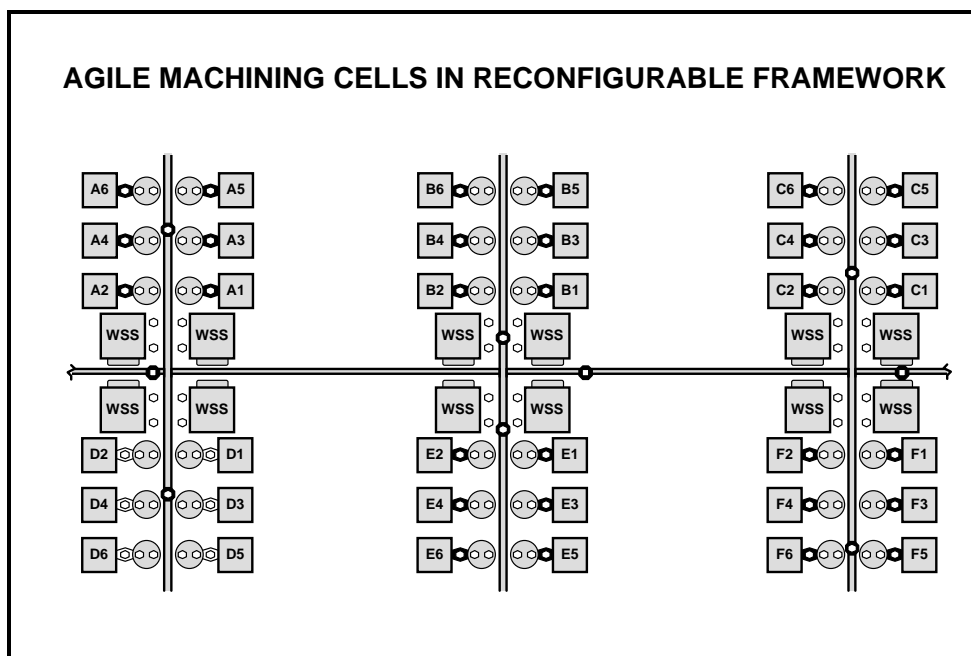 AGILE MACHINING CELLS IN RECONFIGURABLE FRAMEWORK
A6 A5 B6 B5 C6 C5
A4 A3 B4 B3 C4 C3
A2 A1 B2 B1 C2 C1
WSS WSS WSS WSS WSS WSS
WSS WSS WSS WSS WSS WSS
D2 D1 E2 E1 F2 F1
D4 D3 E4 E3 F4 F3
D6 D5 E6 E5 F6 F5